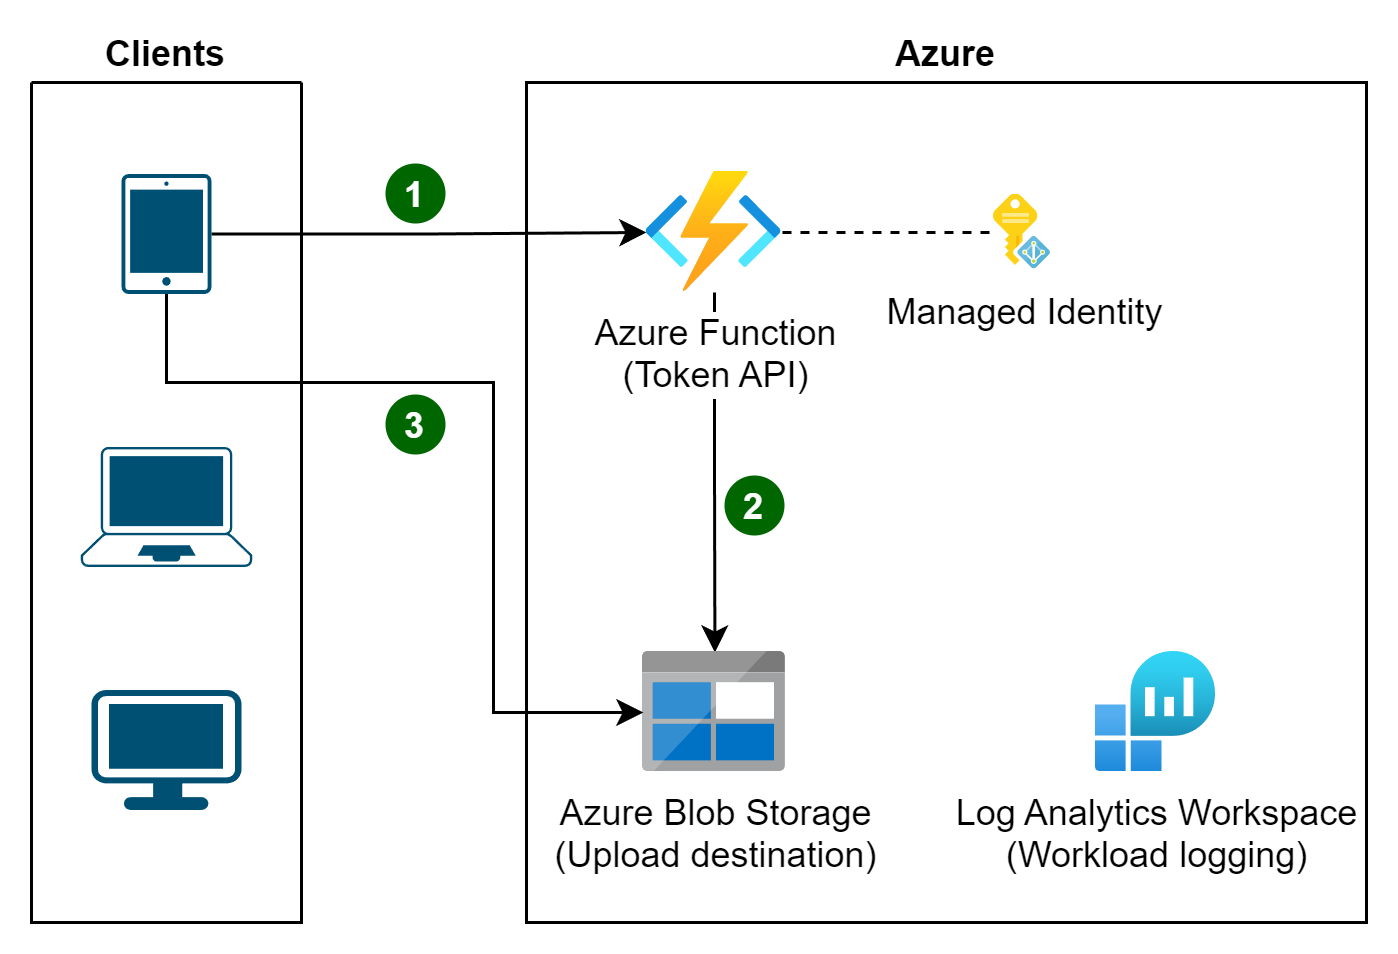 Clients
Azure
1
Managed Identity
Azure Function
(Token API)
3
2
Azure Blob Storage
(Upload destination)
Log Analytics Workspace
(Workload logging)